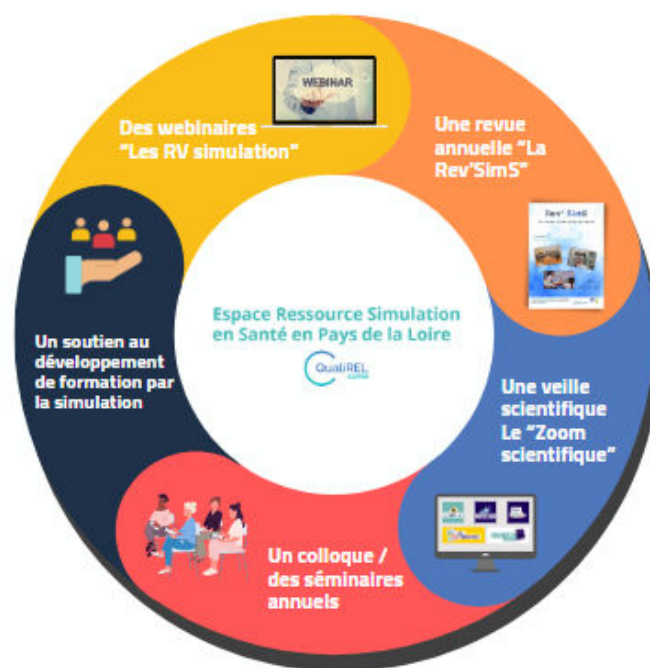 WEBINAR
Des webinaires
"Les RV simulation"
Une revue
annuelle "La
Rev'SimS"
Rev' SimS
Une veille
scientifique
Le "Zoom
scientifique"
Un colloque /
des séminaires
annuels
Un soutien au
développement
de formation par
la simulation
Espace Ressource Simulation
en Santé en Pays de la Loire
QualiREL